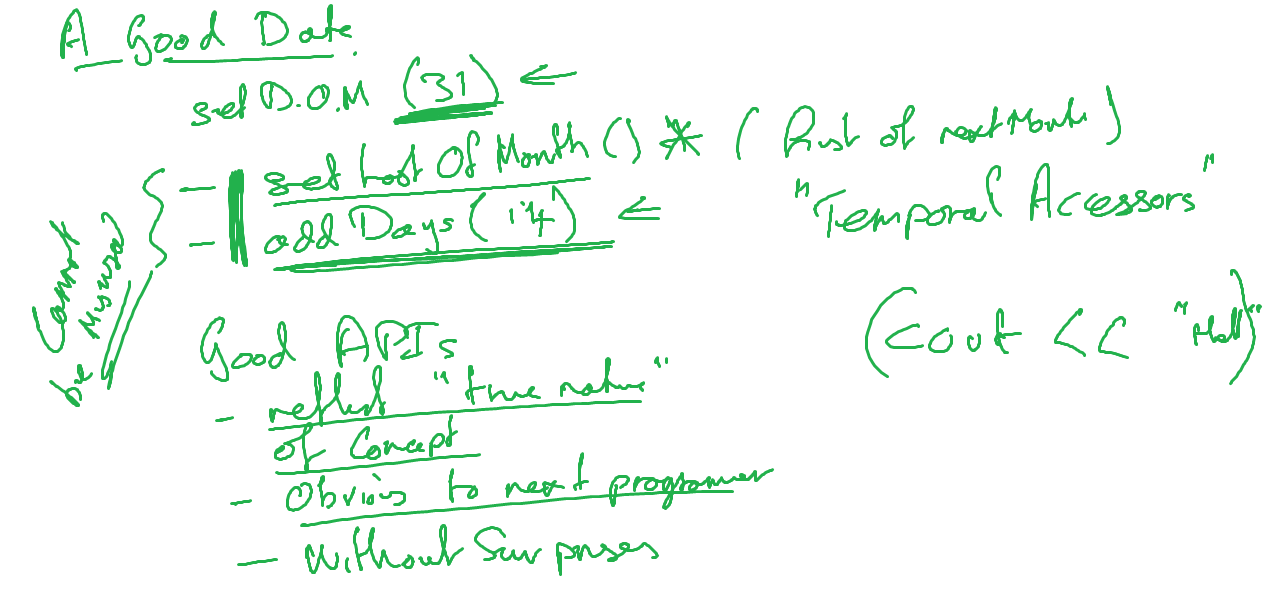 A Good Date
set D.O.M (31) ←
- set Last Of Month () * (First of next Month)
- add Days (14) ←
"Temporal Accessors"
Cannot
be Misused
(cout << "Hell")
Good APIs
- reflect "true nature"
of Concept
- Obvious to next programmer
- Without Surprises